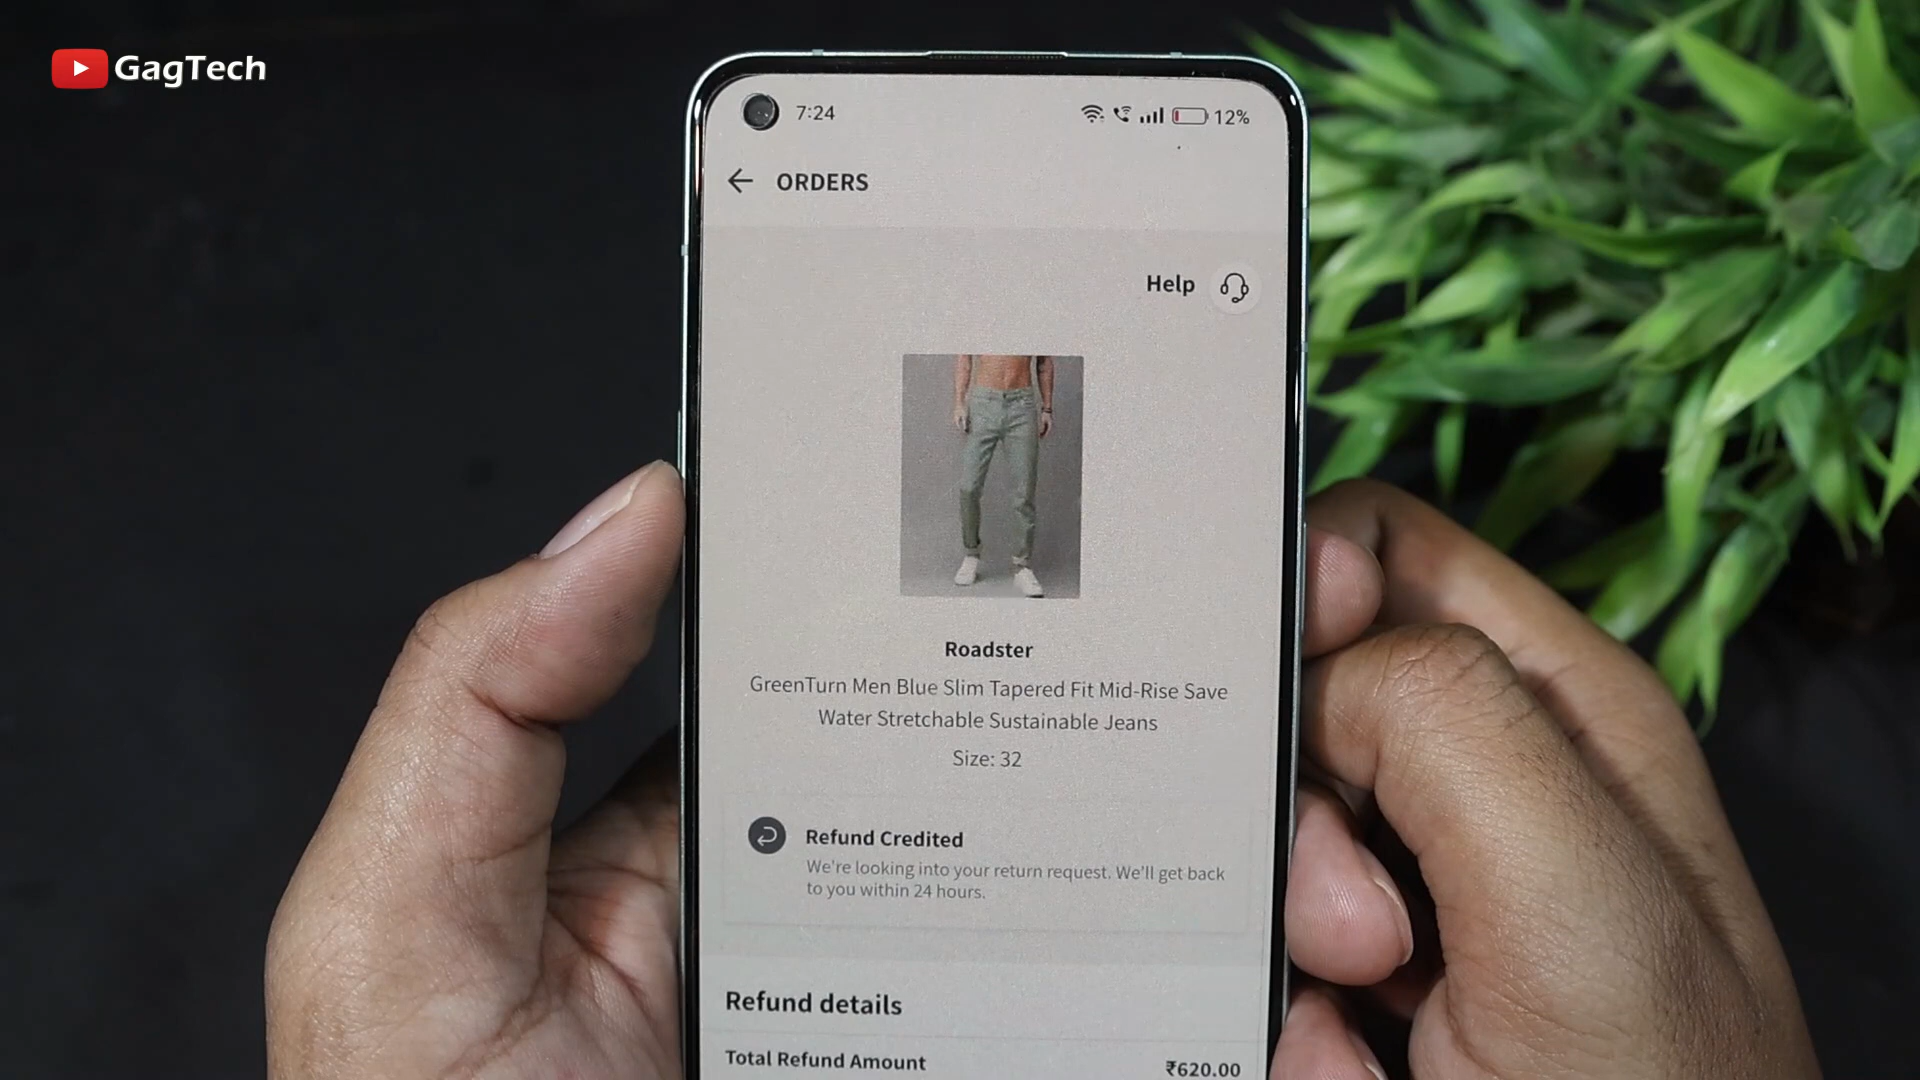 GagTech
7:24
12%
ORDERS
Help
Roadster
GreenTurn Men Blue Slim Tapered Fit Mid-Rise Save
Water Stretchable Sustainable Jeans
Size: 32
Refund Credited
We're looking into your return request. We'll get back
to you within 24 hours.
Refund details
Total Refund Amount ₹620.00